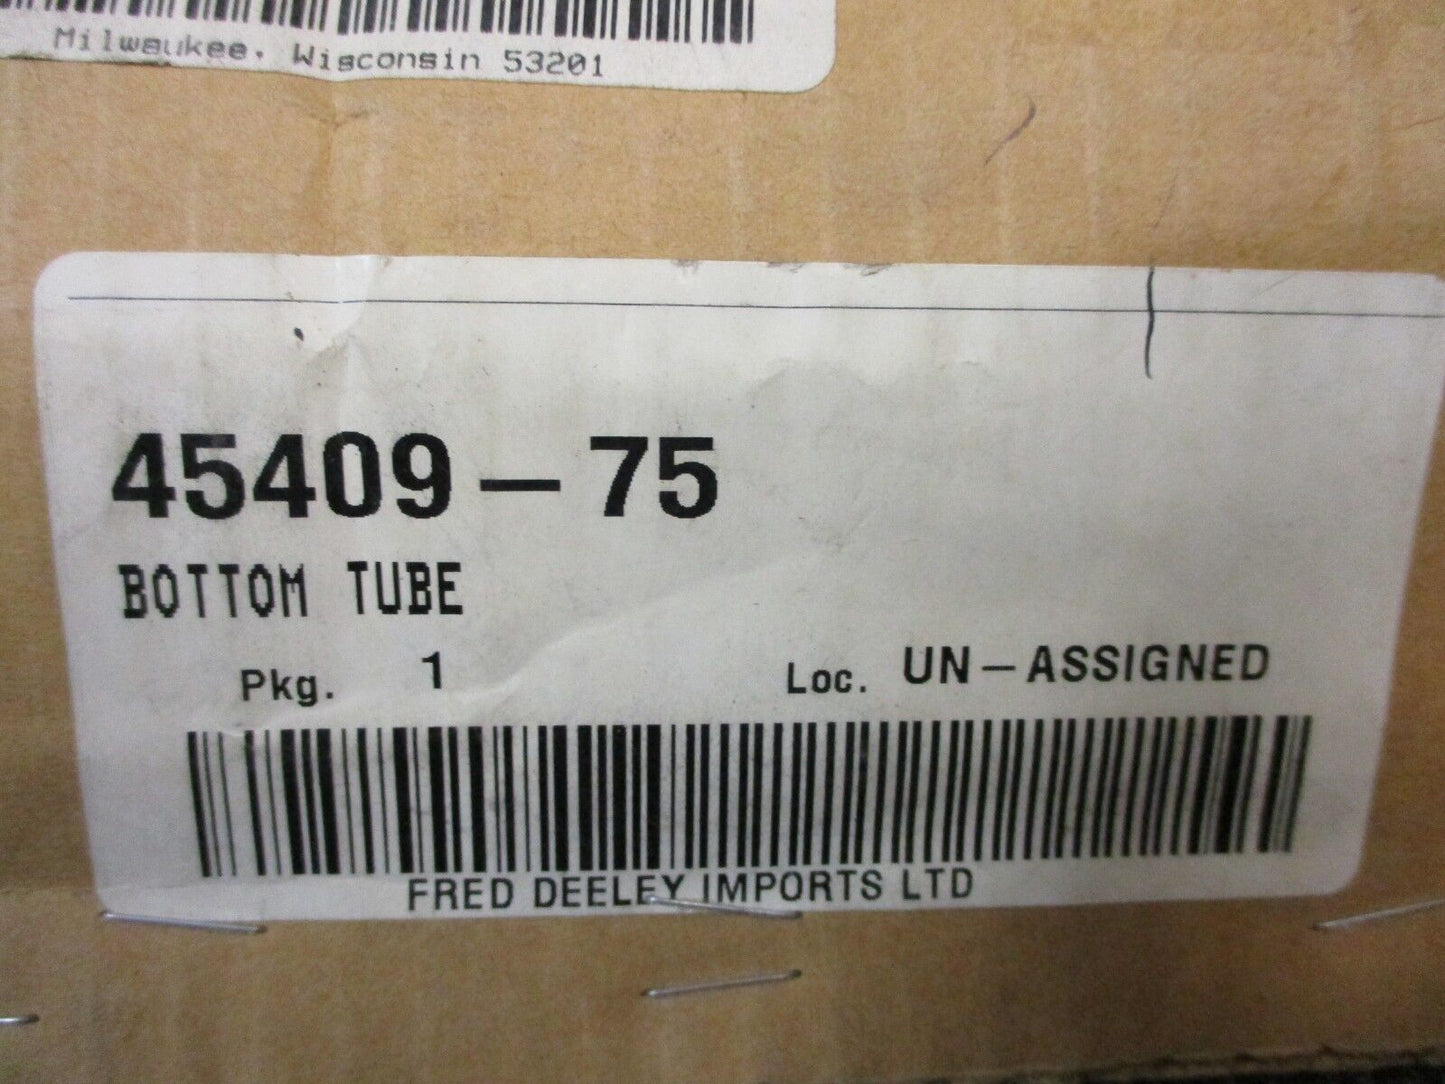 Milwaukee, Wisconsin 53201
45409-75
BOTTOM TUBE
Pkg. 1 Loc. UN-ASSIGNED
FRED DEELEY IMPORTS LTD